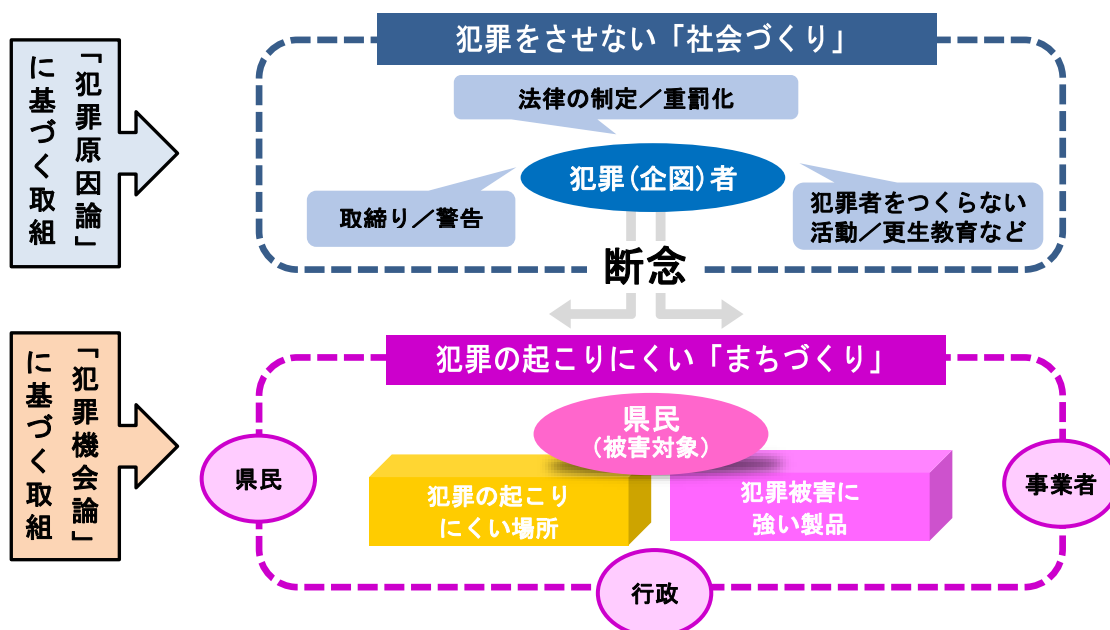 「犯罪原因論」
に基づく取組
犯罪をさせない「社会づくり」
法律の制定／重罰化
犯罪(企図)者
取締り／警告
犯罪者をつくらない
活動／更生教育など
断念
「犯罪機会論」
に基づく取組
犯罪の起こりにくい「まちづくり」
県民
（被害対象）
県民
犯罪の起こり
にくい場所
犯罪被害に
強い製品
事業者
行政